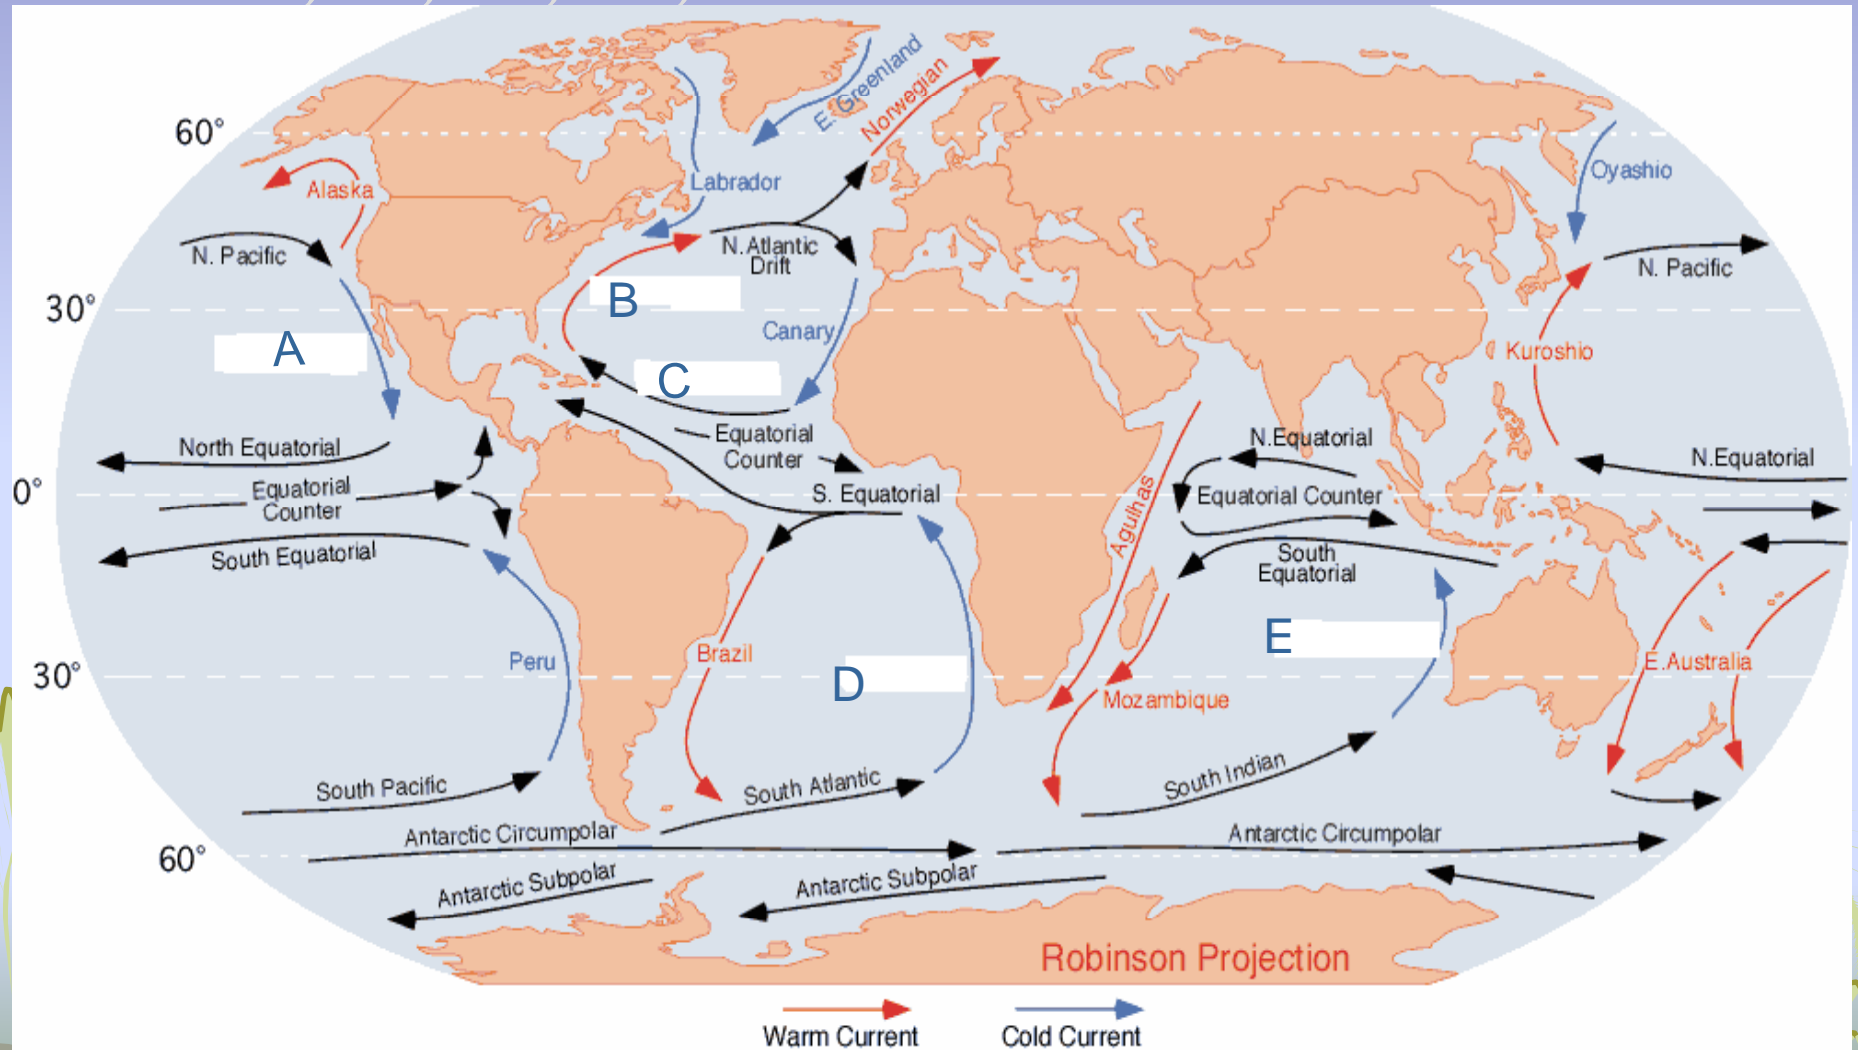 60°
E. Greenland
Norwegian
Alaska
Labrador
Oyashio
N. Pacific
N.Atlantic
Drift
N. Pacific
30°
B
A
Canary
Kuroshio
C
North Equatorial
Equatorial
Counter
N.Equatorial
N.Equatorial
0°
Equatorial
Counter
S. Equatorial
Agulhas
Equatorial Counter
South Equatorial
South
Equatorial
E
30°
Peru
Brazil
D
E.Australia
Mozambique
South Pacific
South Atlantic
South Indian
Antarctic Circumpolar
Antarctic Circumpolar
60°
Antarctic Subpolar
Antarctic Subpolar
Robinson Projection
Warm Current
Cold Current